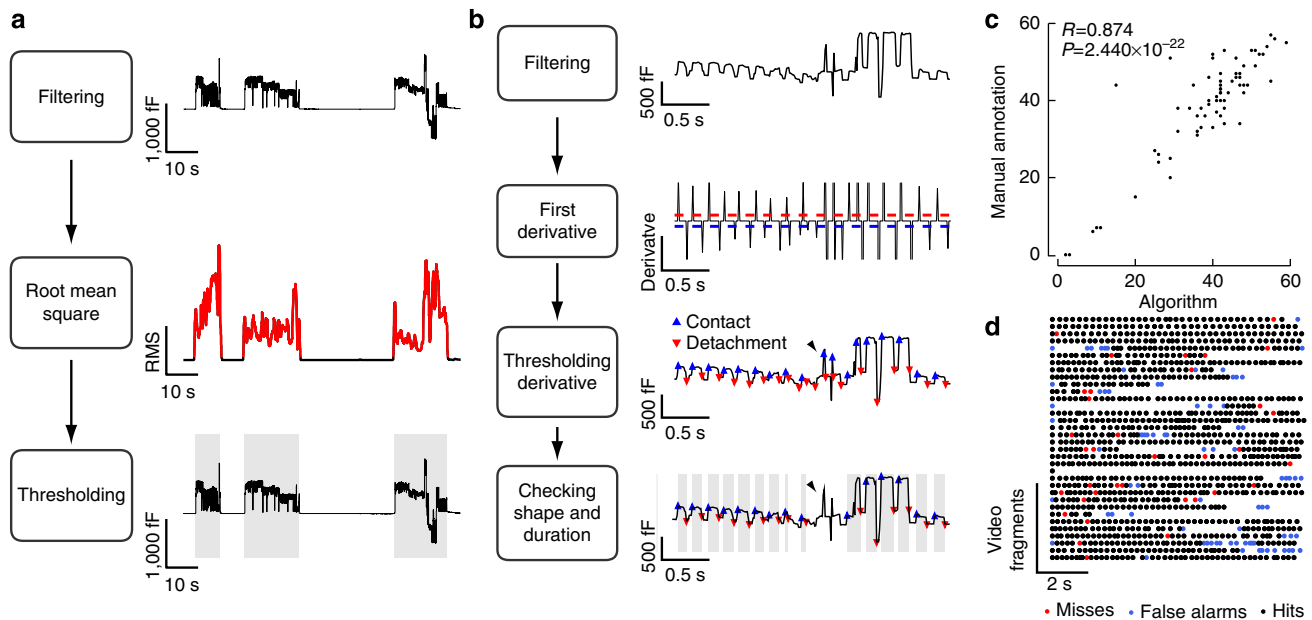 a
Filtering
1,000 fF
10 s
Root mean
square
RMS
10 s
Thresholding
1,000 fF
10 s
b
Filtering
500 fF
0.5 s
First
derivative
Derivatve
0.5 s
Thresholding
derivative
Contact
Detachment
500 fF
0.5 s
Checking
shape and
duration
500 fF
0.5 s
c
R=0.874
P=2.440×10⁻²²
Manual annotation
60
40
20
0
20
40
60
Algorithm
d
Video
fragments
2 s
Misses
False alarms
Hits